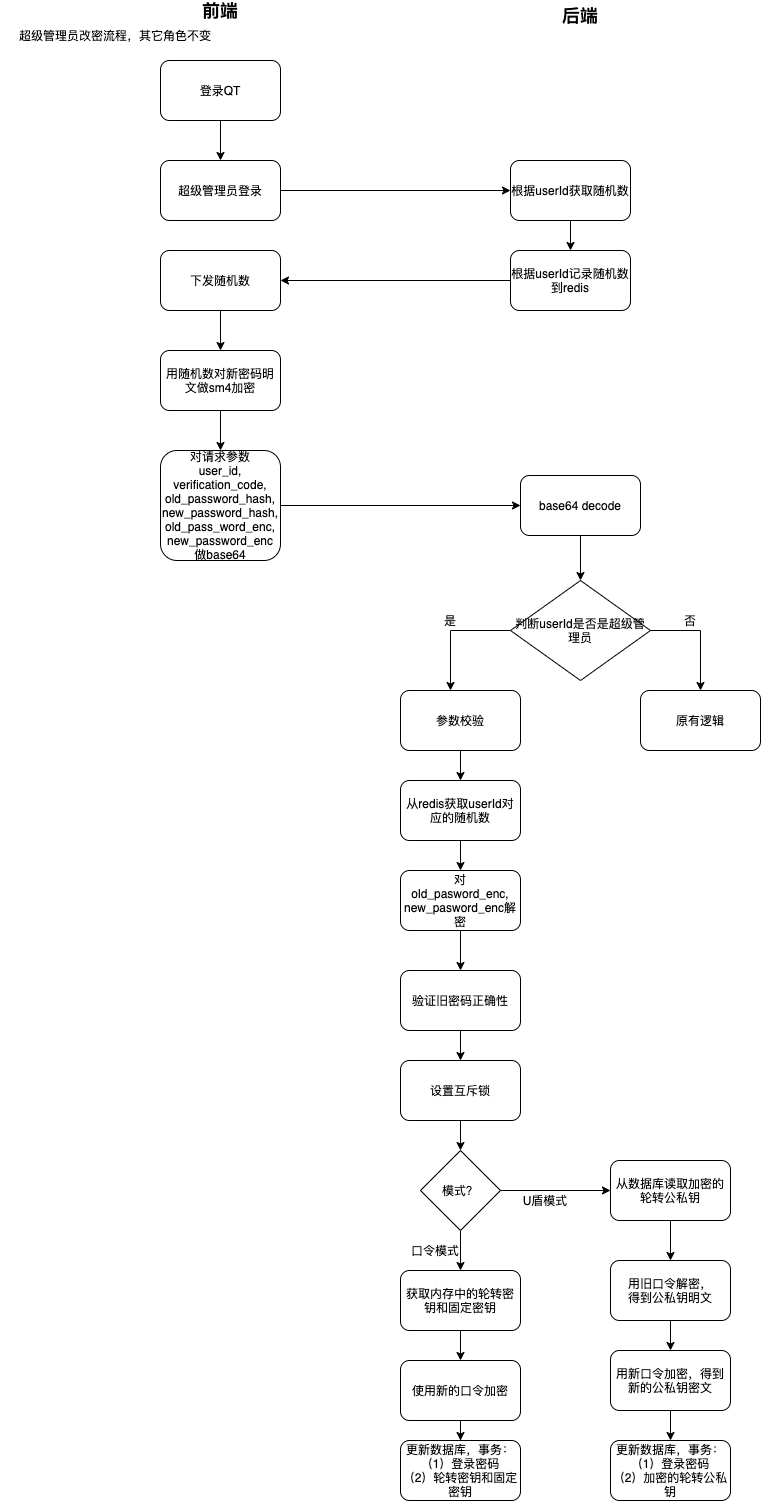 前端
后端
超级管理员改密流程，其它角色不变
登录QT
超级管理员登录
根据userId获取随机数
下发随机数
根据userId记录随机数
到redis
用随机数对新密码明
文做sm4加密
对请求参数
user_id,
verification_code,
old_password_hash,
new_password_hash,
old_pass_word_enc,
new_password_enc
做base64
base64 decode
判断userId是否是超级管
理员
是
否
参数校验
原有逻辑
从redis获取userId对
应的随机数
对
old_pasword_enc,
new_pasword_enc解
密
验证旧密码正确性
设置互斥锁
模式?
U盾模式
从数据库读取加密的
轮转公私钥
口令模式
获取内存中的轮转密
钥和固定密钥
用旧口令解密，
得到公私钥明文
使用新的口令加密
用新口令加密，得到
新的公私钥密文
更新数据库，事务：
（1）登录密码
（2）轮转密钥和固定
密钥
更新数据库，事务：
（1）登录密码
（2）加密的轮转公私
钥